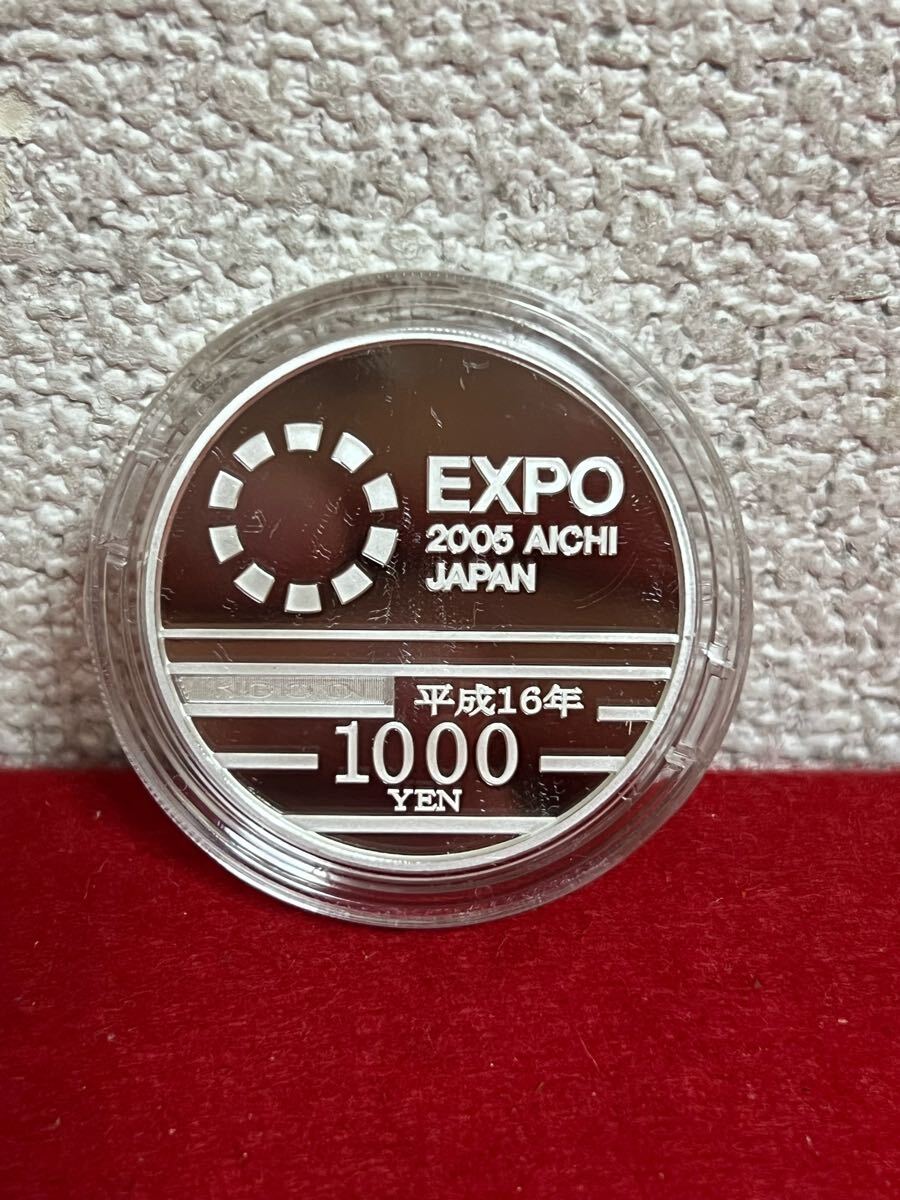 EXPO
2005 AICHI
JAPAN
平成16年
1000
YEN